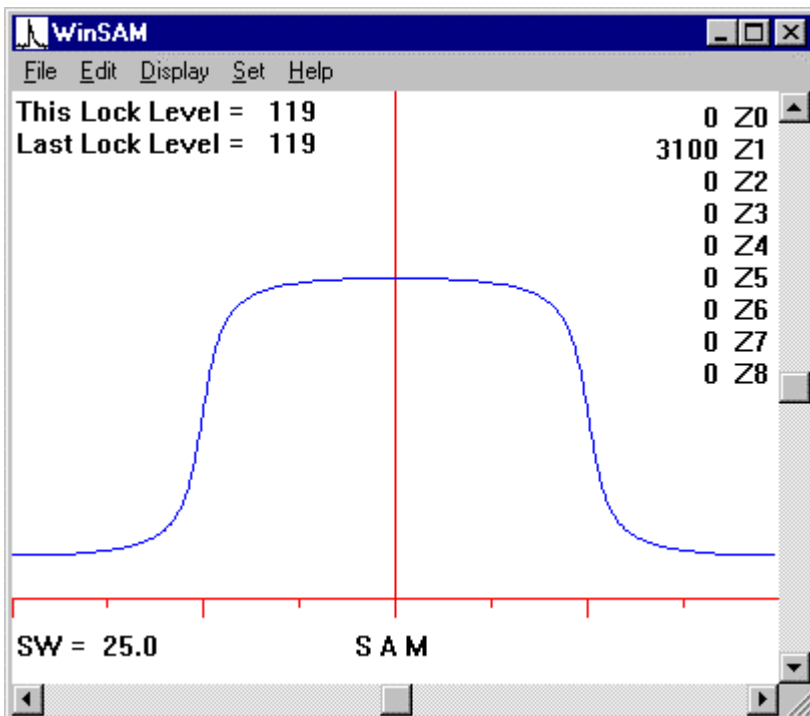 WinSAM
File Edit Display Set Help
This Lock Level = 119
Last Lock Level = 119
0 Z0
3100 Z1
0 Z2
0 Z3
0 Z4
0 Z5
0 Z6
0 Z7
0 Z8
SW = 25.0
S A M